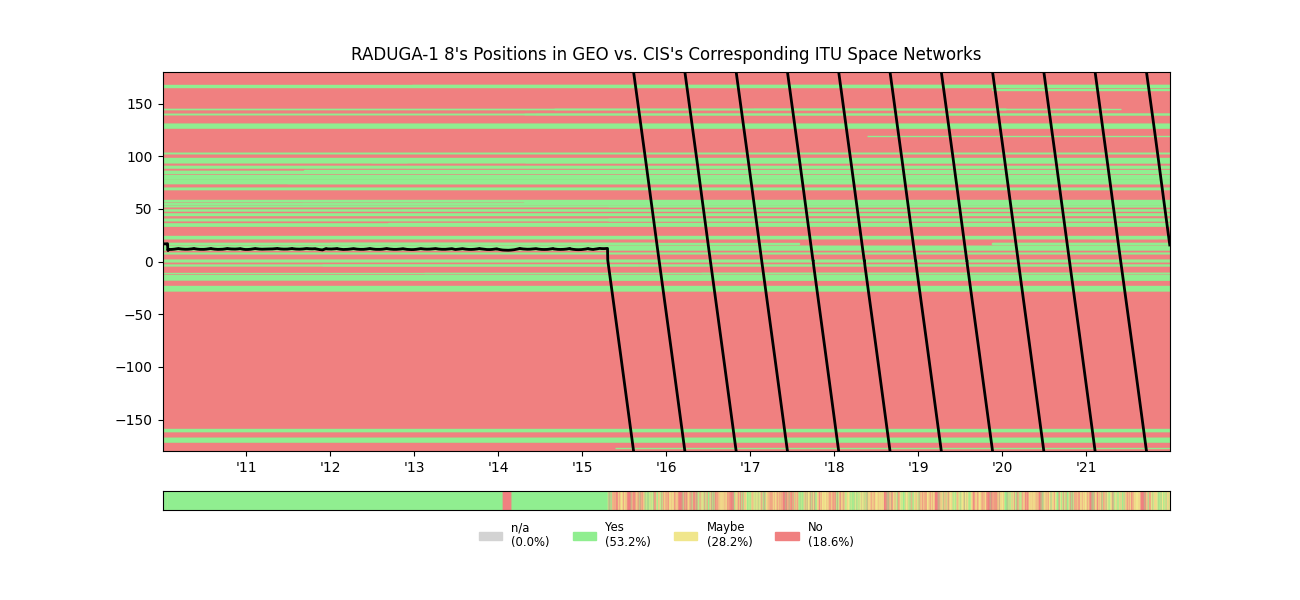 RADUGA-1 8's Positions in GEO vs. CIS's Corresponding ITU Space Networks
150
100
50
0
−50
−100
−150
'11 '12 '13 '14 '15 '16 '17 '18 '19 '20 '21
n/a Yes Maybe No
(0.0%) (53.2%) (28.2%) (18.6%)